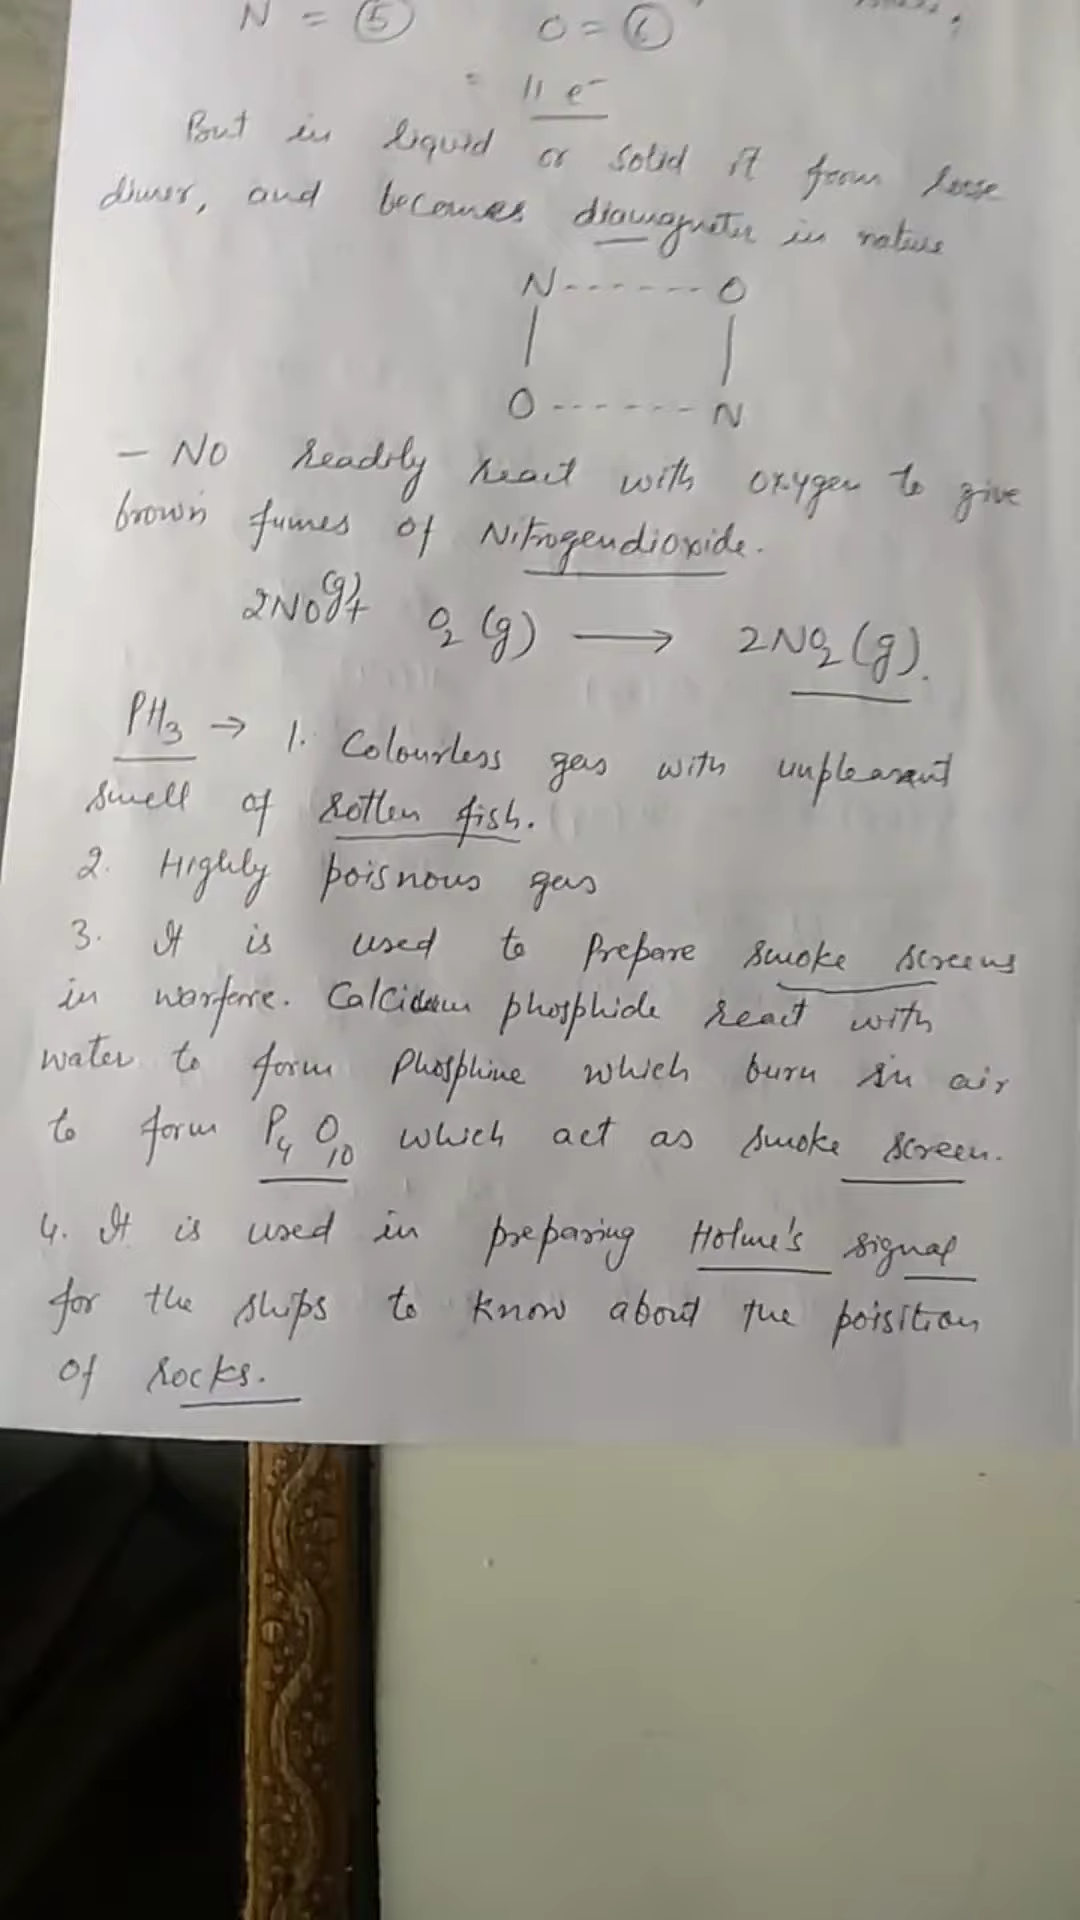 N = 5 O = 6
= 11 e⁻
But in liquid or solid it form loose
dimer, and becomes diamagnetic in nature
N------O
| |
O------N
- NO readily react with oxygen to give
brown fumes of Nitrogendioxide.
2NO(g)+ O₂ (g) → 2NO₂ (g).
PH₃ → 1. Colourless gas with unpleasant
smell of rotten fish.
2. Highly poisnous gas
3. It is used to Prepare smoke screens
in warfare. Calcium phosphide react with
water to form Phosphine which burn in air
to form P₄O₁₀ which act as smoke screen.
4. It is used in preparing Holme's signal
for the ships to know about the poisition
of rocks.